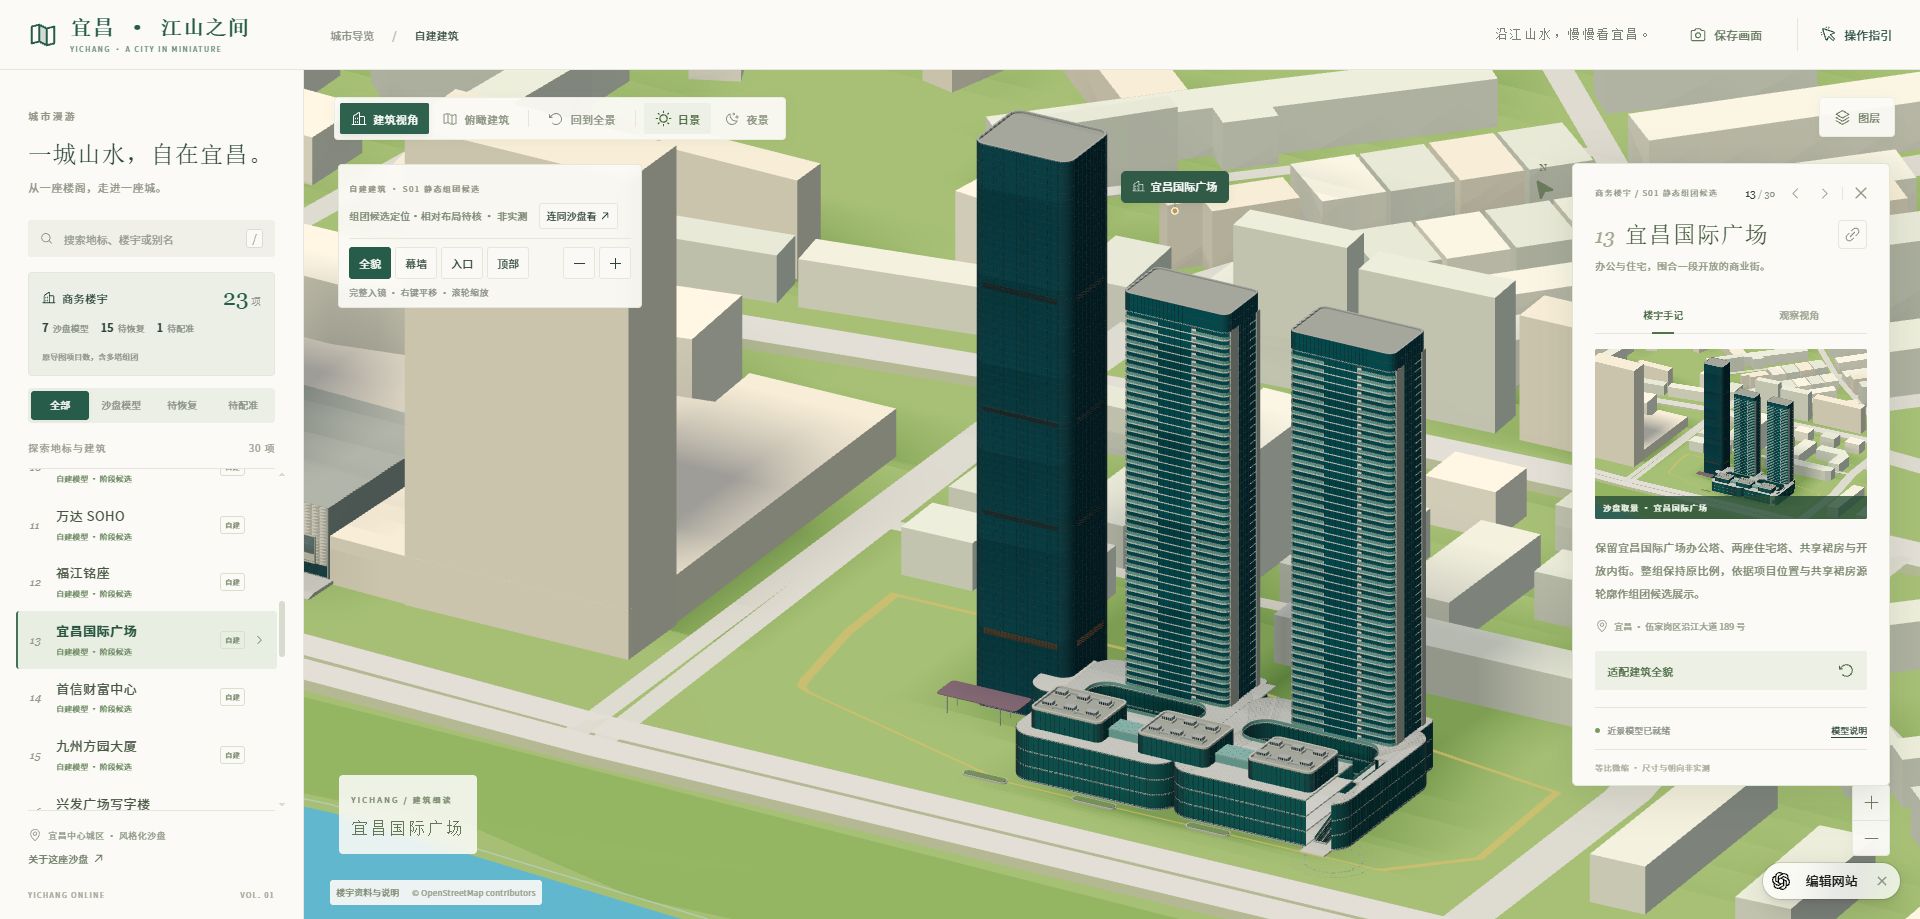 宜昌 • 江山之间
YICHANG • A CITY IN MINIATURE
城市导览 / 自建建筑
沿江山水，慢慢看宜昌。
保存画面
操作指引
城市漫游
一城山水，自在宜昌。
从一座楼阁，走进一座城。
搜索地标、楼宇或别名 /
商务楼宇 23 项
7 沙盘模型 15 待恢复 1 待配准
原导图项目数，含多塔组团
全部 沙盘模型 待恢复 待配准
探索地标与建筑 30 项
自建模型 • 阶段候选
11 万达 SOHO 自建
自建模型 • 阶段候选
12 福江铭座 自建
自建模型 • 阶段候选
13 宜昌国际广场 自建
自建模型 • 阶段候选
14 首信财富中心 自建
自建模型 • 阶段候选
15 九州方园大厦 自建
自建模型 • 阶段候选
兴发广场写字楼
宜昌中心城区 • 风格化沙盘
关于这座沙盘
YICHANG ONLINE VOL. 01
建筑视角 俯瞰建筑 回到全景 日景 夜景
自建建筑 • S01 静态组团候选
组团候选定位 • 相对布局待核 • 非实测 连同沙盘看
全貌 幕墙 入口 顶部
完整入镜 • 右键平移 • 滚轮缩放
宜昌国际广场
N
图层
商务楼宇 / S01 静态组团候选 13 / 30
13 宜昌国际广场
办公与住宅，围合一段开放的商业街。
楼宇手记 观察视角
沙盘取景 • 宜昌国际广场
保留宜昌国际广场办公塔、两座住宅塔、共享裙房与开
放内街。整组保持原比例，依据项目位置与共享裙房源
轮廓作组团候选展示。
宜昌 • 伍家岗区沿江大道 189 号
适配建筑全貌
近景模型已就绪 模型说明
等比微缩 • 尺寸与朝向非实测
YICHANG / 建筑细读
宜昌国际广场
楼宇资料与说明 © OpenStreetMap contributors
编辑网站